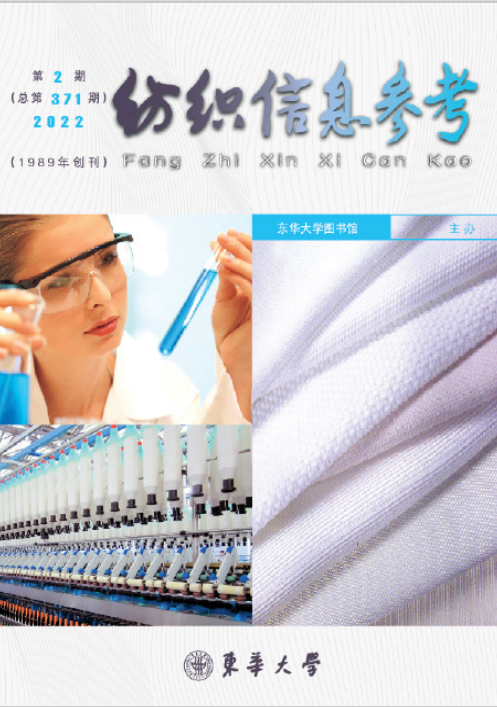 第 2 期
(总第 371 期)
2022
(1989年创刊)
纺织信息参考
Fang Zhi Xin Xi Can Kao
东华大学图书馆 主办
東華大學